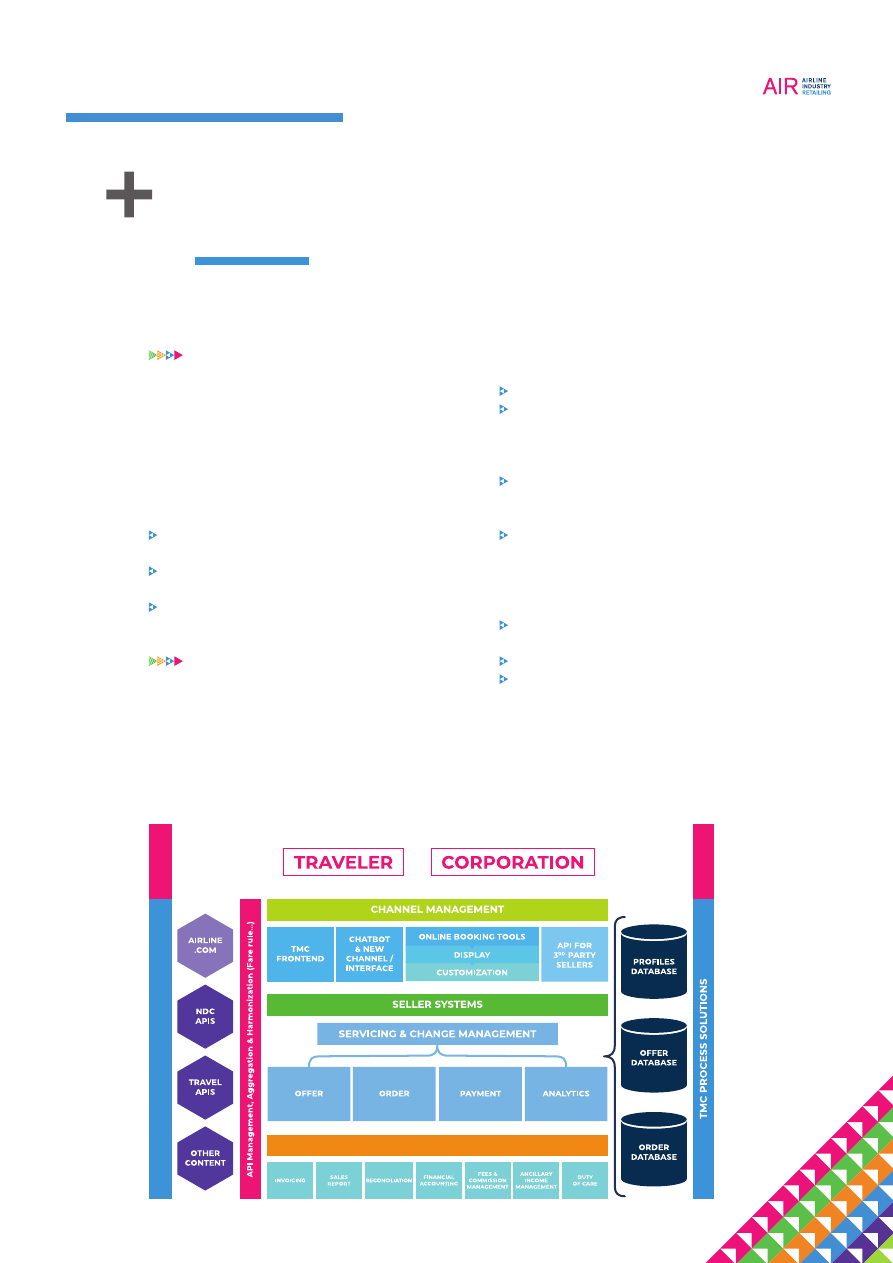 AIR AIRLINE
INDUSTRY
RETAILING
TRAVELER
CORPORATION
CHANNEL MANAGEMENT
AIRLINE
.COM
NDC
APIS
TRAVEL
APIS
OTHER
CONTENT
API Management, Aggregation & Harmonization (Fare rule...)
TMC
FRONTEND
CHATBOT
& NEW
CHANNEL /
INTERFACE
ONLINE BOOKING TOOLS
DISPLAY
CUSTOMIZATION
API FOR
3RD PARTY
SELLERS
SELLER SYSTEMS
SERVICING & CHANGE MANAGEMENT
OFFER
ORDER
PAYMENT
ANALYTICS
INVOICING
SALES
REPORT
RECONCILIATION
FINANCIAL
ACCOUNTING
FEES &
COMMISSION
MANAGEMENT
ANCILLARY
INCOME
MANAGEMENT
DUTY
OF CASE
PROFILES
DATABASE
OFFER
DATABASE
ORDER
DATABASE
TMC PROCESS SOLUTIONS